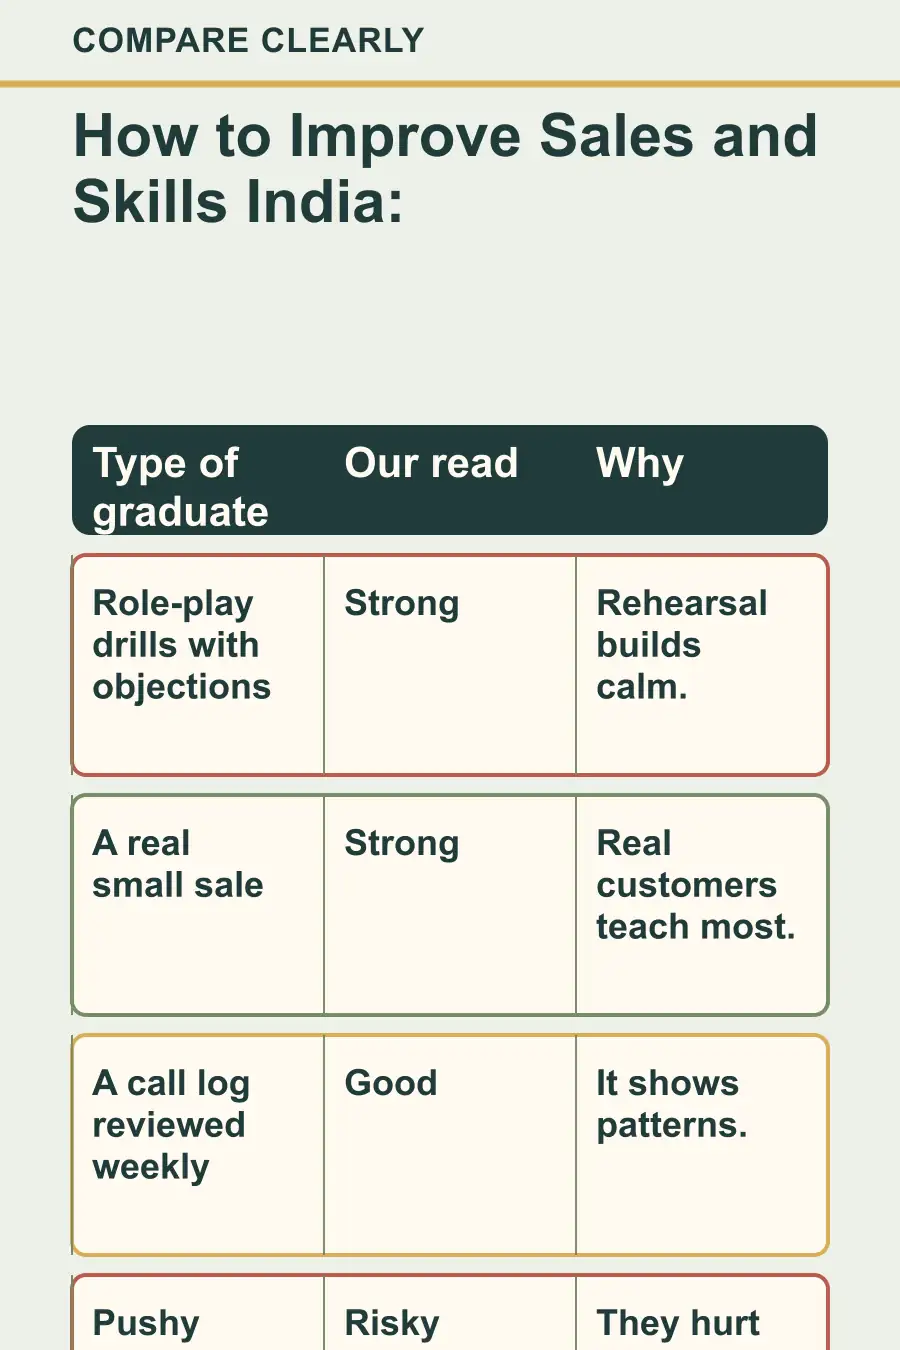 COMPARE CLEARLY
How to Improve Sales and
Skills India:
Type of graduate
Our read
Why
Role-play
drills with
objections
Strong
Rehearsal
builds
calm.
A real
small sale
Strong
Real
customers
teach most.
A call log
reviewed
weekly
Good
It shows
patterns.
Pushy
Risky
They hurt